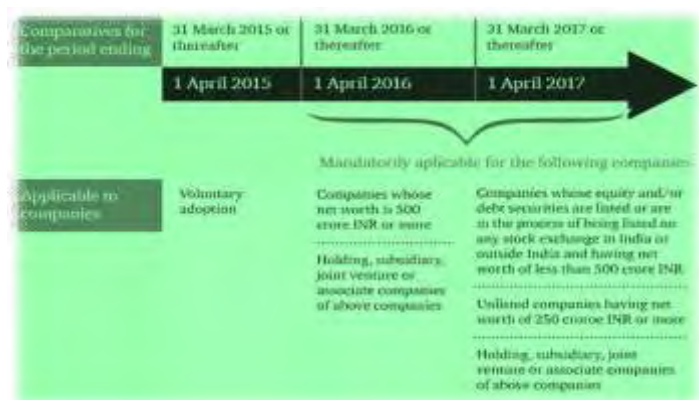 Comparatives for
the period ending
31 March 2015 or
thereafter
31 March 2016 or
thereafter
31 March 2017 or
thereafter
1 April 2015
1 April 2016
1 April 2017
Mandatorily aplicable for the following companies
Applicable to
companies
Voluntary
adoption
Companies whose
net worth is 500
crore INR or more
Holding, subsidiary,
joint venture or
associate companies
of above companies
Companies whose equity and/or
debt securities are listed or are
in the process of being listed on
any stock exchange in India or
outside India and having net
worth of less than 500 crore INR
Unlisted companies having net
worth of 250 croroe INR or more
Holding, subsidiary, joint
venture or associate companies
of above companies